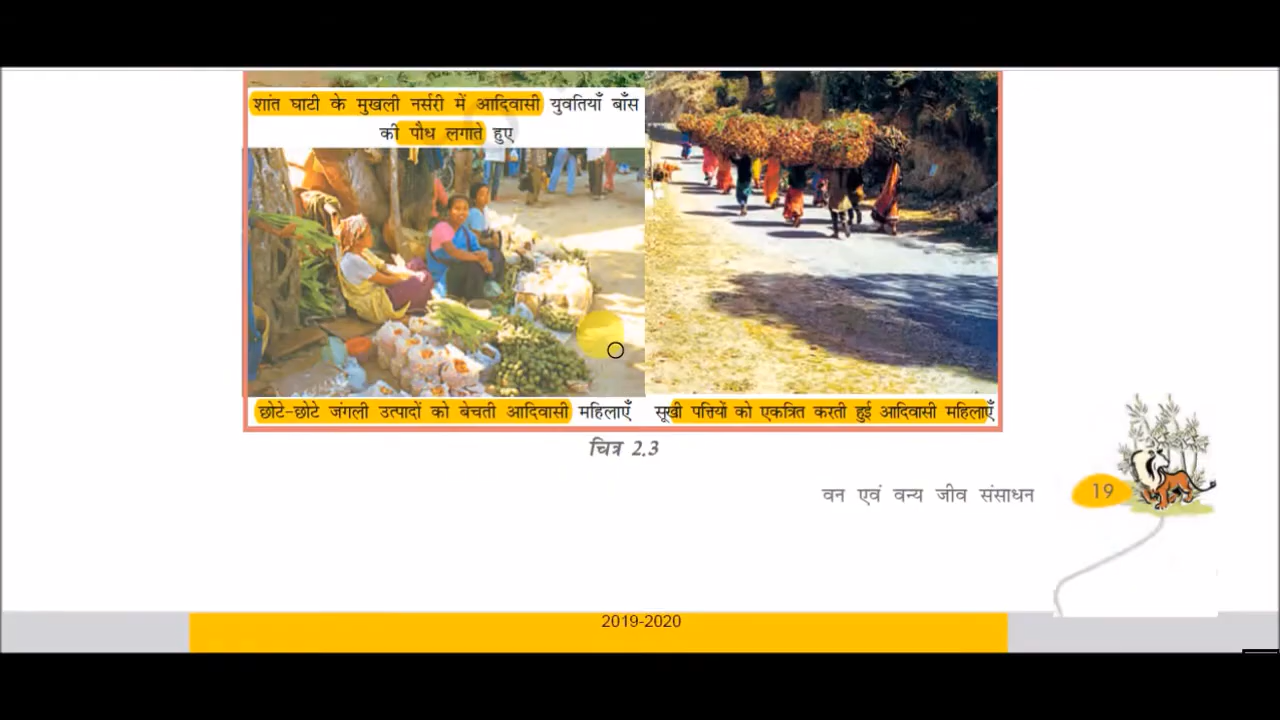 शांत घाटी के मुखली नर्सरी में आदिवासी युवतियाँ बाँस
की पौध लगाते हुए
छोटे-छोटे जंगली उत्पादों को बेचती आदिवासी महिलाएँ
सूखी पत्तियों को एकत्रित करती हुई आदिवासी महिलाएँ
चित्र 2.3
वन एवं वन्य जीव संसाधन 19
2019-2020